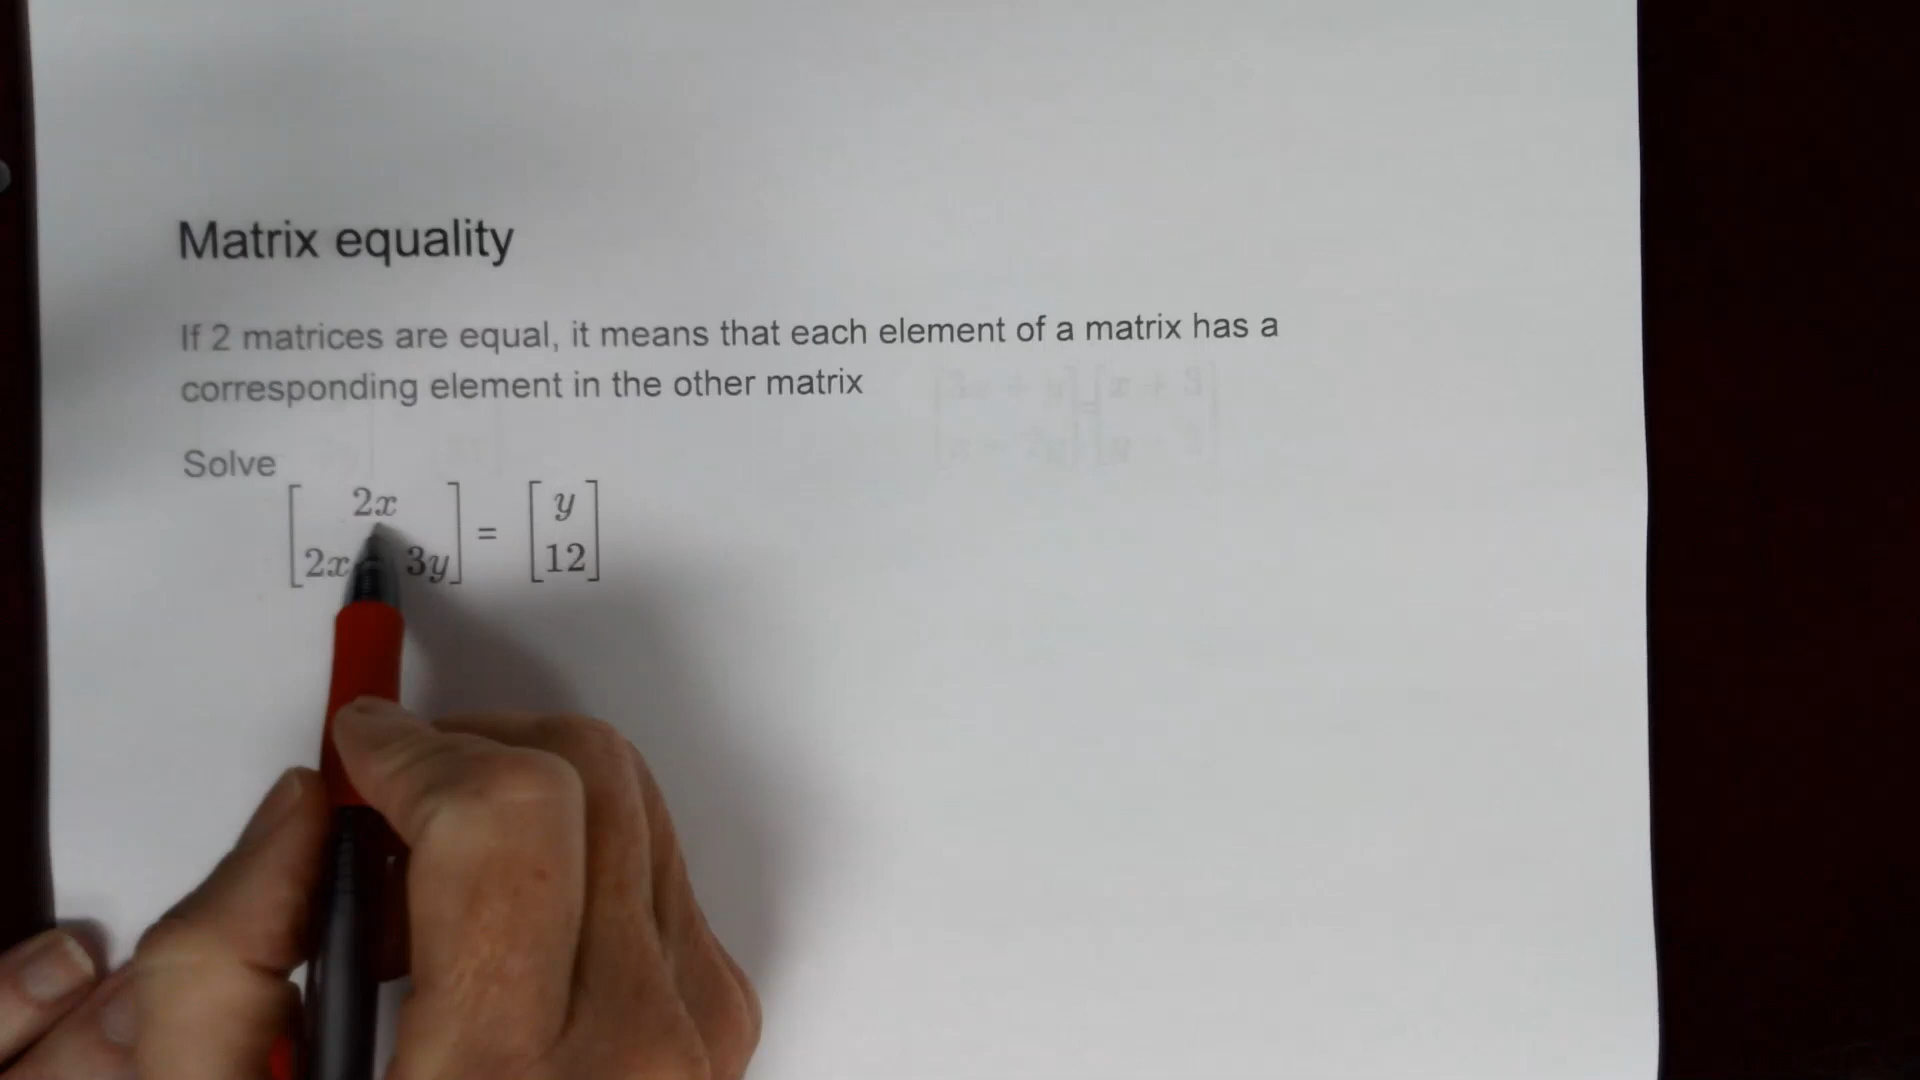 Matrix equality
If 2 matrices are equal, it means that each element of a matrix has a
corresponding element in the other matrix
Solve
2x
2x 3y
=
y
12